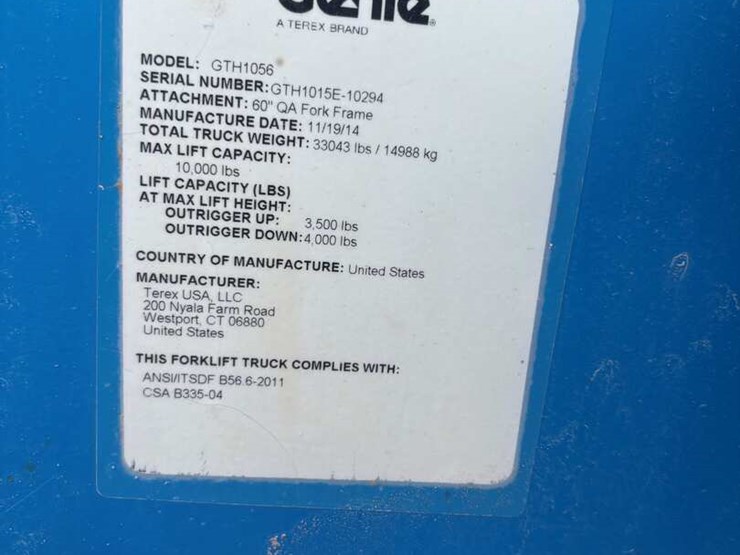 Genie®
A TEREX BRAND
MODEL: GTH1056
SERIAL NUMBER: GTH1015E-10294
ATTACHMENT: 60" QA Fork Frame
MANUFACTURE DATE: 11/19/14
TOTAL TRUCK WEIGHT: 33043 lbs / 14988 kg
MAX LIFT CAPACITY:
10,000 lbs
LIFT CAPACITY (LBS)
AT MAX LIFT HEIGHT:
OUTRIGGER UP: 3,500 lbs
OUTRIGGER DOWN: 4,000 lbs
COUNTRY OF MANUFACTURE: United States
MANUFACTURER:
Terex USA, LLC
200 Nyala Farm Road
Westport, CT 06880
United States
THIS FORKLIFT TRUCK COMPLIES WITH:
ANSI/ITSDF B56.6-2011
CSA B335-04